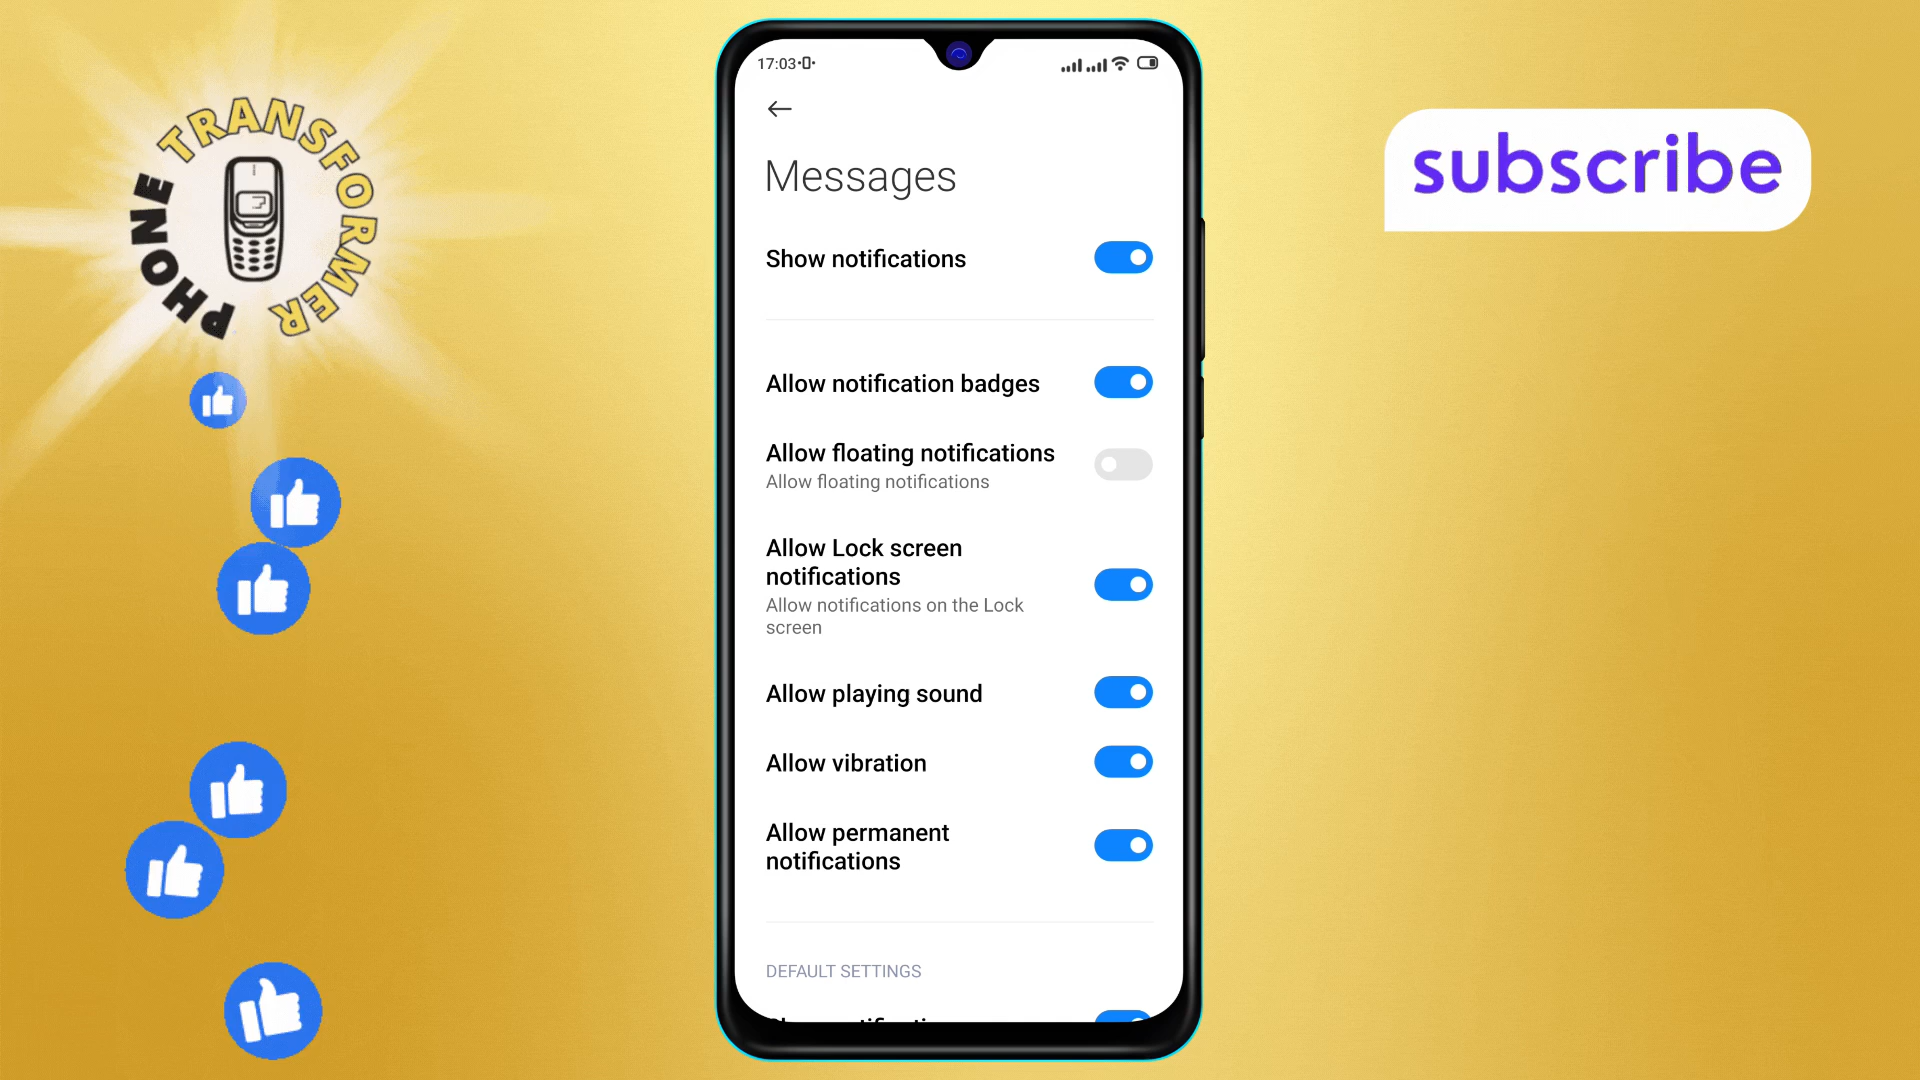 PHONE TRANSFORMER
subscribe
17:03
Messages
Show notifications
Allow notification badges
Allow floating notifications
Allow floating notifications
Allow Lock screen
notifications
Allow notifications on the Lock
screen
Allow playing sound
Allow vibration
Allow permanent
notifications
DEFAULT SETTINGS